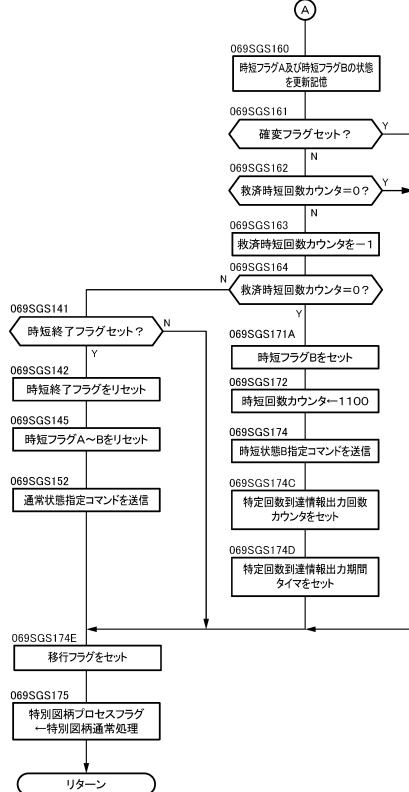 A
069SGS160
時短フラグA及び時短フラグBの状態
を更新記憶
069SGS161
確変フラグセット？
Y
N
069SGS162
救済時短回数カウンタ=0？
Y
N
069SGS163
救済時短回数カウンタを－1
069SGS164
救済時短回数カウンタ=0？
N
Y
069SGS141
時短終了フラグセット？
N
Y
069SGS142
時短終了フラグをリセット
069SGS145
時短フラグA～Bをリセット
069SGS152
通常状態指定コマンドを送信
069SGS171A
時短フラグBをセット
069SGS172
時短回数カウンタ←1100
069SGS174
時短状態B指定コマンドを送信
069SGS174C
特定回数到達情報出力回数
カウンタをセット
069SGS174D
特定回数到達情報出力期間
タイマをセット
069SGS174E
移行フラグをセット
069SGS175
特別図柄プロセスフラグ
←特別図柄通常処理
リターン